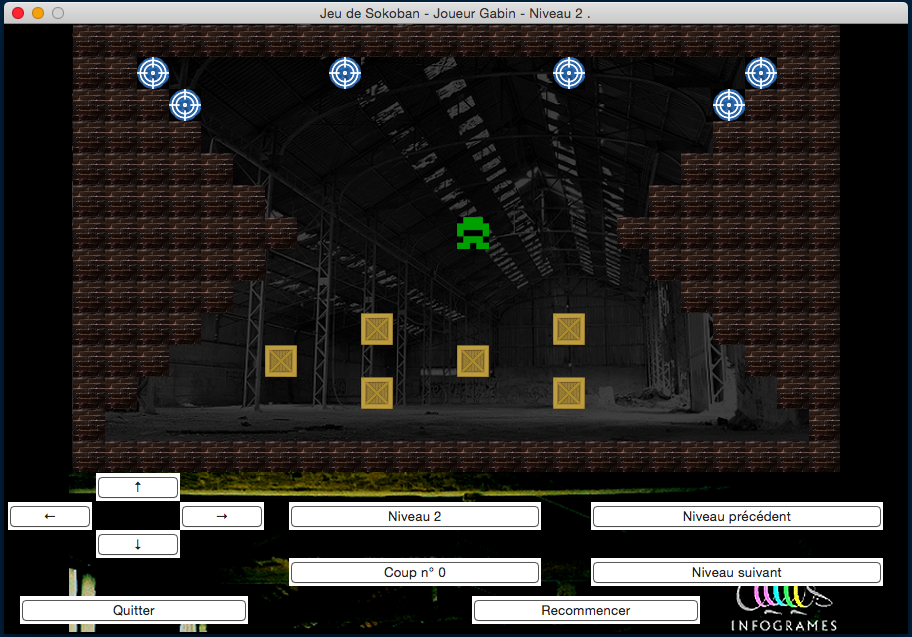 Jeu de Sokoban - Joueur Gabin - Niveau 2 .
↑
←
→
Niveau 2
Niveau précédent
↓
Coup n° 0
Niveau suivant
Quitter
Recommencer
INFOGRAMES